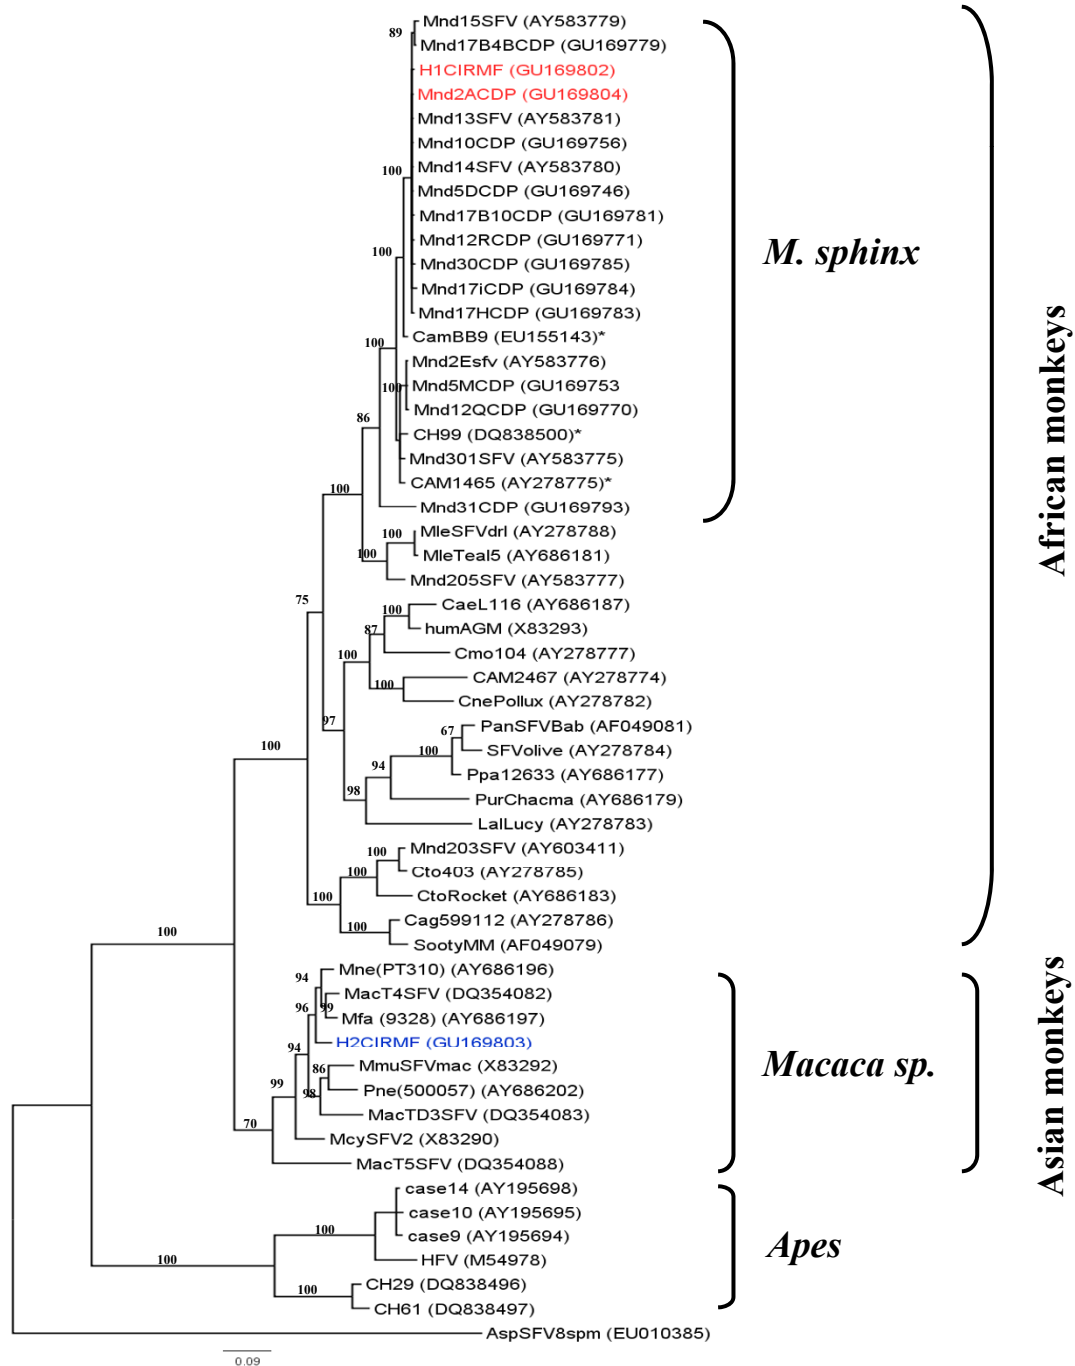 Mnd15SFV (AY583779)
89
Mnd17B4BCDP (GU169779)
H1CIRMF (GU169802)
Mnd2ACDP (GU169804)
Mnd13SFV (AY583781)
Mnd10CDP (GU169756)
Mnd14SFV (AY583780)
100
Mnd5DCDP (GU169746)
Mnd17B10CDP (GU169781)
Mnd12RCDP (GU169771)
100
M. sphinx
Mnd30CDP (GU169785)
Mnd17iCDP (GU169784)
Mnd17HCDP (GU169783)
CamBB9 (EU155143)*
100
Mnd2Esfv (AY583776)
Mnd5MCDP (GU169753
100
Mnd12QCDP (GU169770)
86
CH99 (DQ838500)*
Mnd301SFV (AY583775)
CAM1465 (AY278775)*
100
Mnd31CDP (GU169793)
African monkeys
MleSFVdrl (AY278788)
100
MleTeal5 (AY686181)
100
Mnd205SFV (AY583777)
75
CaeL116 (AY686187)
100
humAGM (X83293)
87
Cmo104 (AY278777)
100
CAM2467 (AY278774)
100
CnePollux (AY278782)
97
PanSFVBab (AF049081)
67
SFVolive (AY278784)
100
100
Ppa12633 (AY686177)
94
PurChacma (AY686179)
98
LalLucy (AY278783)
Mnd203SFV (AY603411)
100
Cto403 (AY278785)
100
CtoRocket (AY686183)
100
Cag599112 (AY278786)
100
SootyMM (AF049079)
100
Mne(PT310) (AY686196)
94
MacT4SFV (DQ354082)
99
96
Mfa (9328) (AY686197)
H2CIRMF (GU169803)
94
MmuSFVmac (X83292)
86
Macaca sp.
Pne(500057) (AY686202)
99
98
MacTD3SFV (DQ354083)
70
McySFV2 (X83290)
MacT5SFV (DQ354088)
Asian monkeys
case14 (AY195698)
case10 (AY195695)
100
case9 (AY195694)
Apes
HFV (M54978)
100
CH29 (DQ838496)
100
CH61 (DQ838497)
AspSFV8spm (EU010385)
0.09